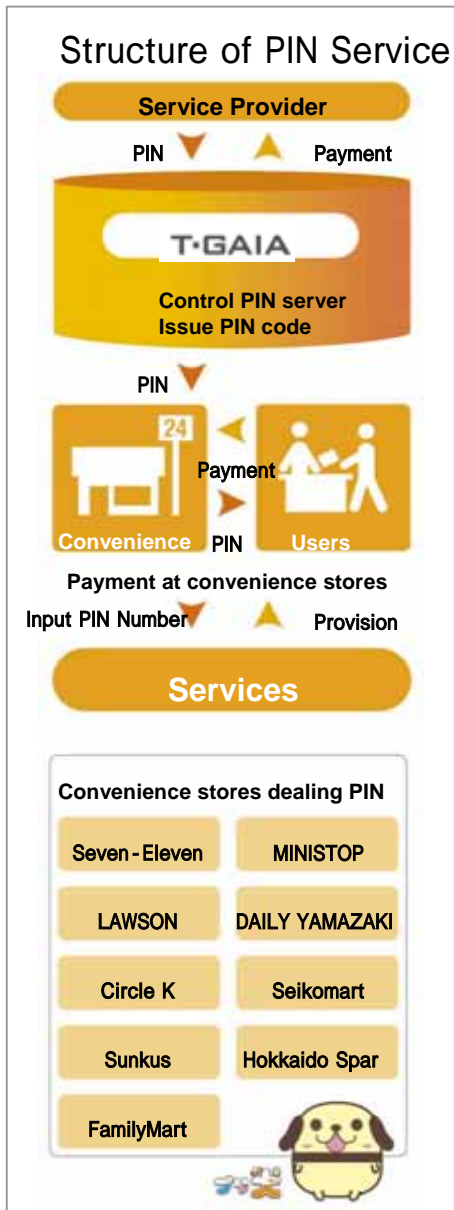 Structure of PIN Service
Service Provider
PIN Payment
T·GAIA
Control PIN server
Issue PIN code
PIN
24
Payment
Convenience PIN Users
Payment at convenience stores
Input PIN Number Provision
Services
Convenience stores dealing PIN
Seven-Eleven MINISTOP
LAWSON DAILY YAMAZAKI
Circle K Seikomart
Sunkus Hokkaido Spar
FamilyMart